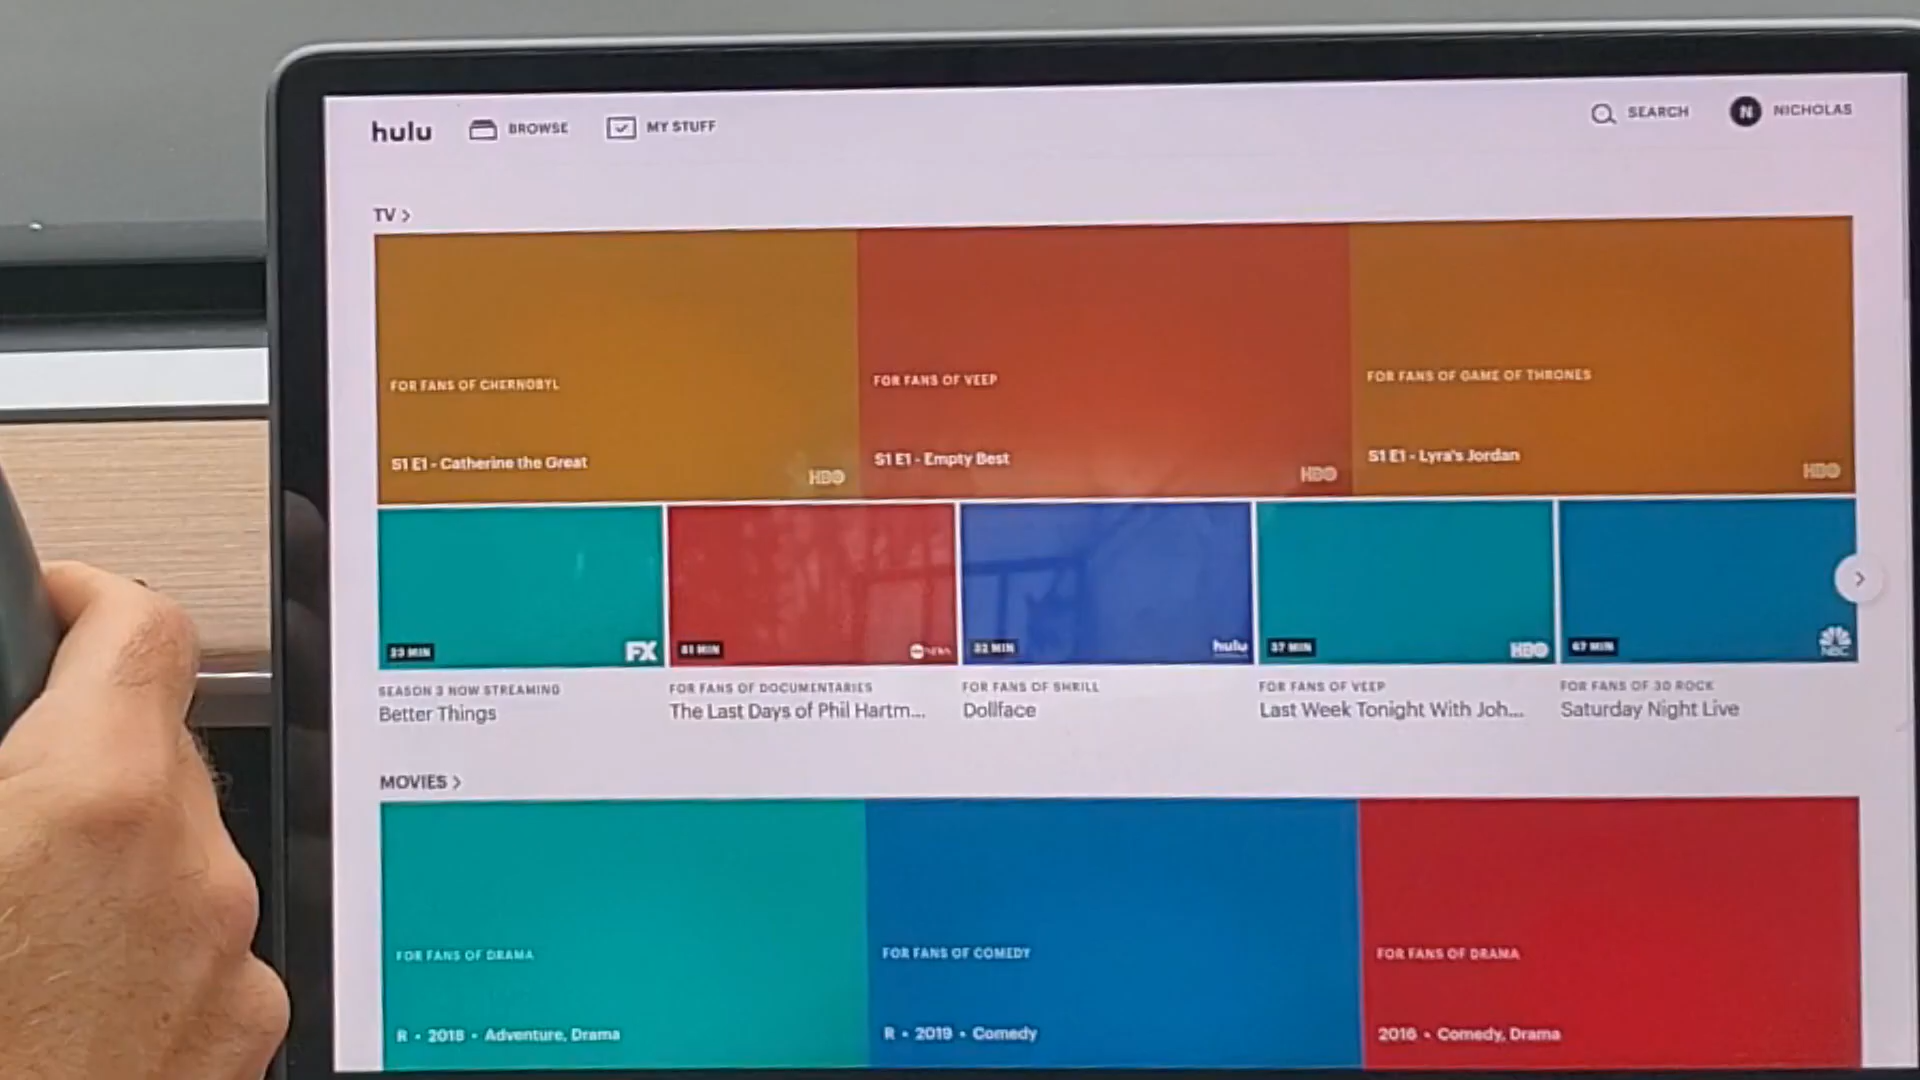 hulu BROWSE MY STUFF SEARCH N NICHOLAS
TV >
FOR FANS OF CHERNOBYL
S1 E1 - Catherine the Great
HBO
FOR FANS OF VEEP
S1 E1 - Empty Best
HBO
FOR FANS OF GAME OF THRONES
S1 E1 - Lyra's Jordan
HBO
23 MIN FX
SEASON 3 NOW STREAMING
Better Things
81 MIN NEWS
FOR FANS OF DOCUMENTARIES
The Last Days of Phil Hartm...
32 MIN hulu
FOR FANS OF SHRILL
Dollface
37 MIN HBO
FOR FANS OF VEEP
Last Week Tonight With Joh...
67 MIN NBC
FOR FANS OF 30 ROCK
Saturday Night Live
MOVIES >
FOR FANS OF DRAMA
R • 2018 • Adventure, Drama
FOR FANS OF COMEDY
R • 2019 • Comedy
FOR FANS OF DRAMA
2016 • Comedy, Drama